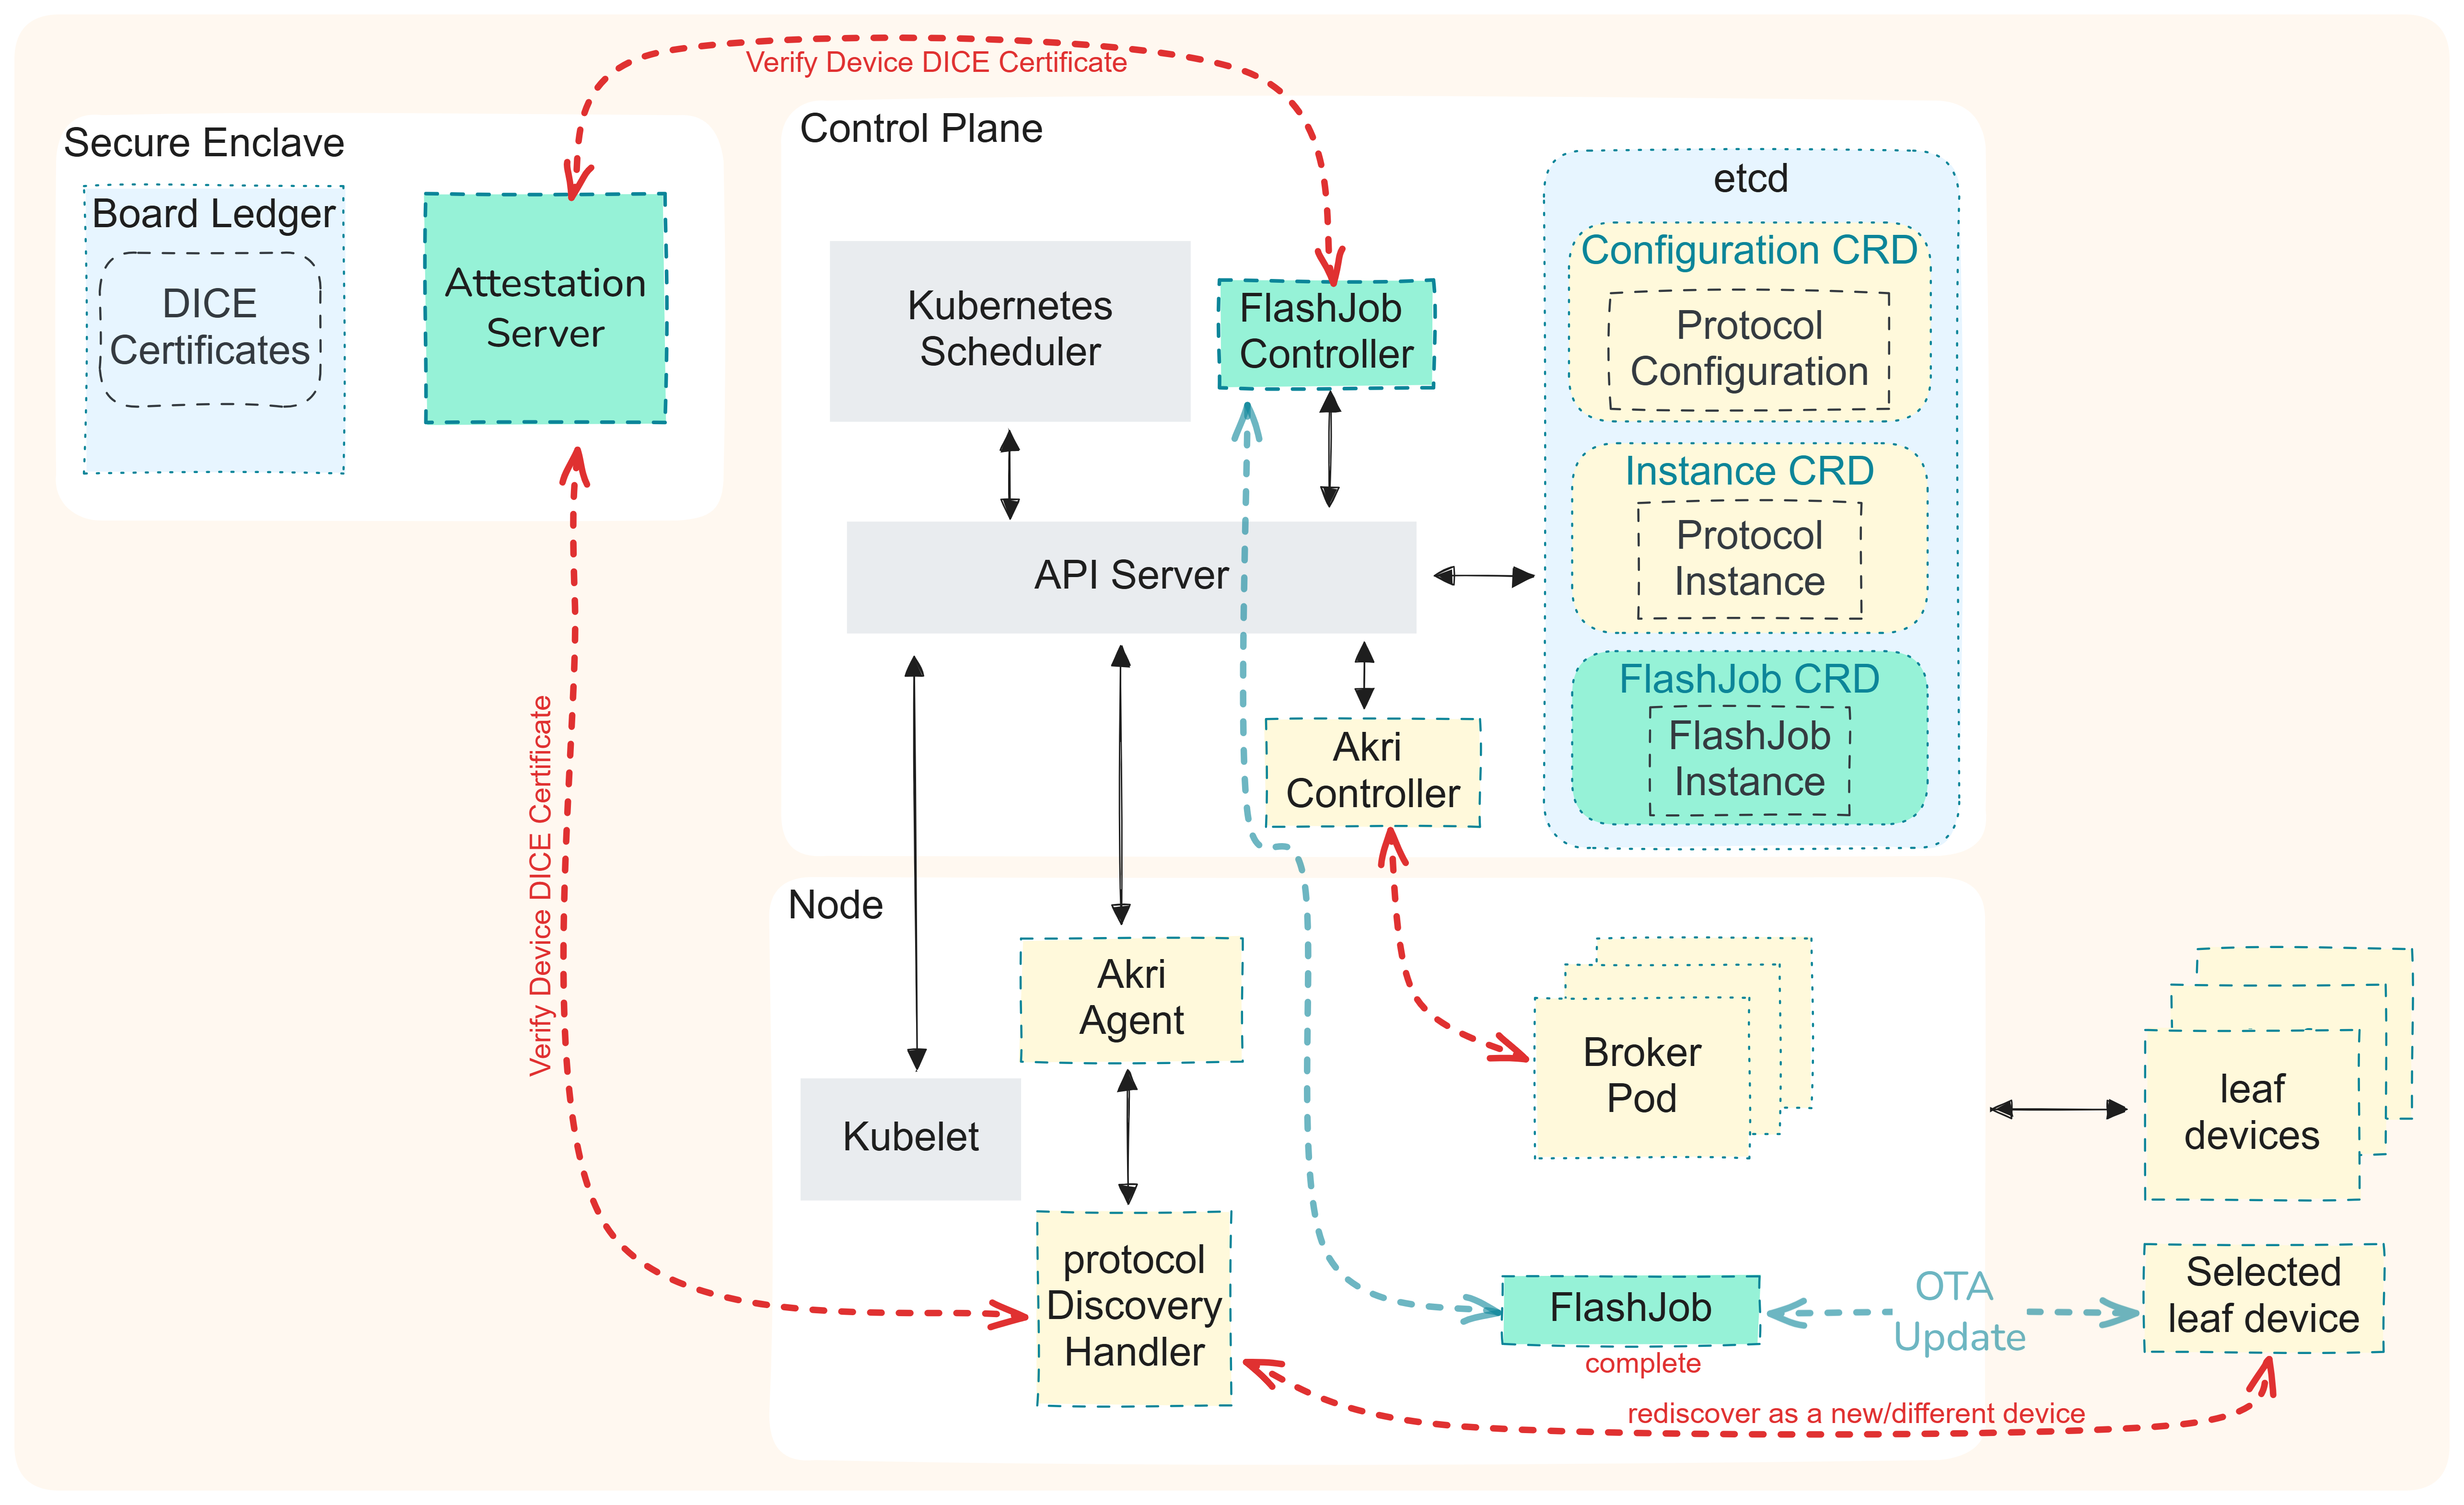 Verify Device DICE Certificate
Secure Enclave
Board Ledger
DICE
Certificates
Attestation
Server
Control Plane
Kubernetes
Scheduler
FlashJob
Controller
etcd
Configuration CRD
Protocol
Configuration
Instance CRD
Protocol
Instance
FlashJob CRD
FlashJob
Instance
API Server
Akri
Controller
Verify Device DICE Certificate
Node
Akri
Agent
Kubelet
protocol
Discovery
Handler
Broker
Pod
leaf
devices
FlashJob
complete
OTA
Update
Selected
leaf device
rediscover as a new/different device